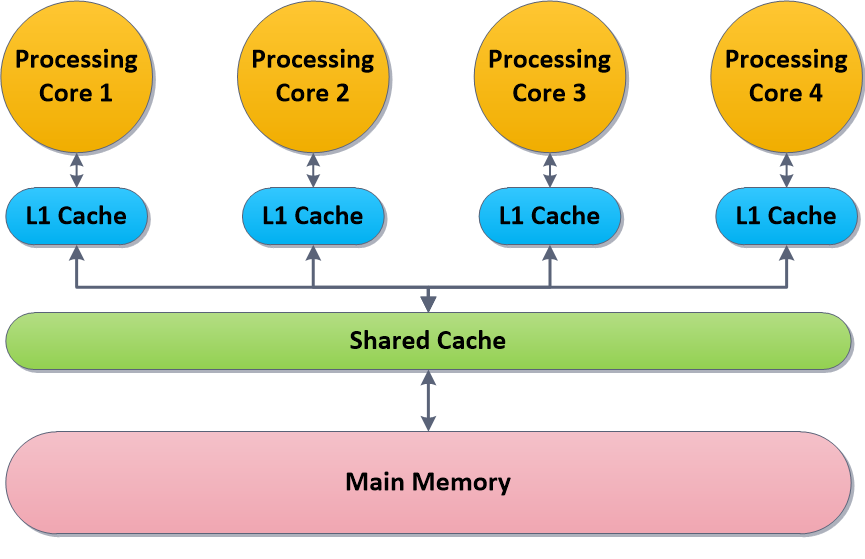 Processing
Core 1
Processing
Core 2
Processing
Core 3
Processing
Core 4
L1 Cache
L1 Cache
L1 Cache
L1 Cache
Shared Cache
Main Memory